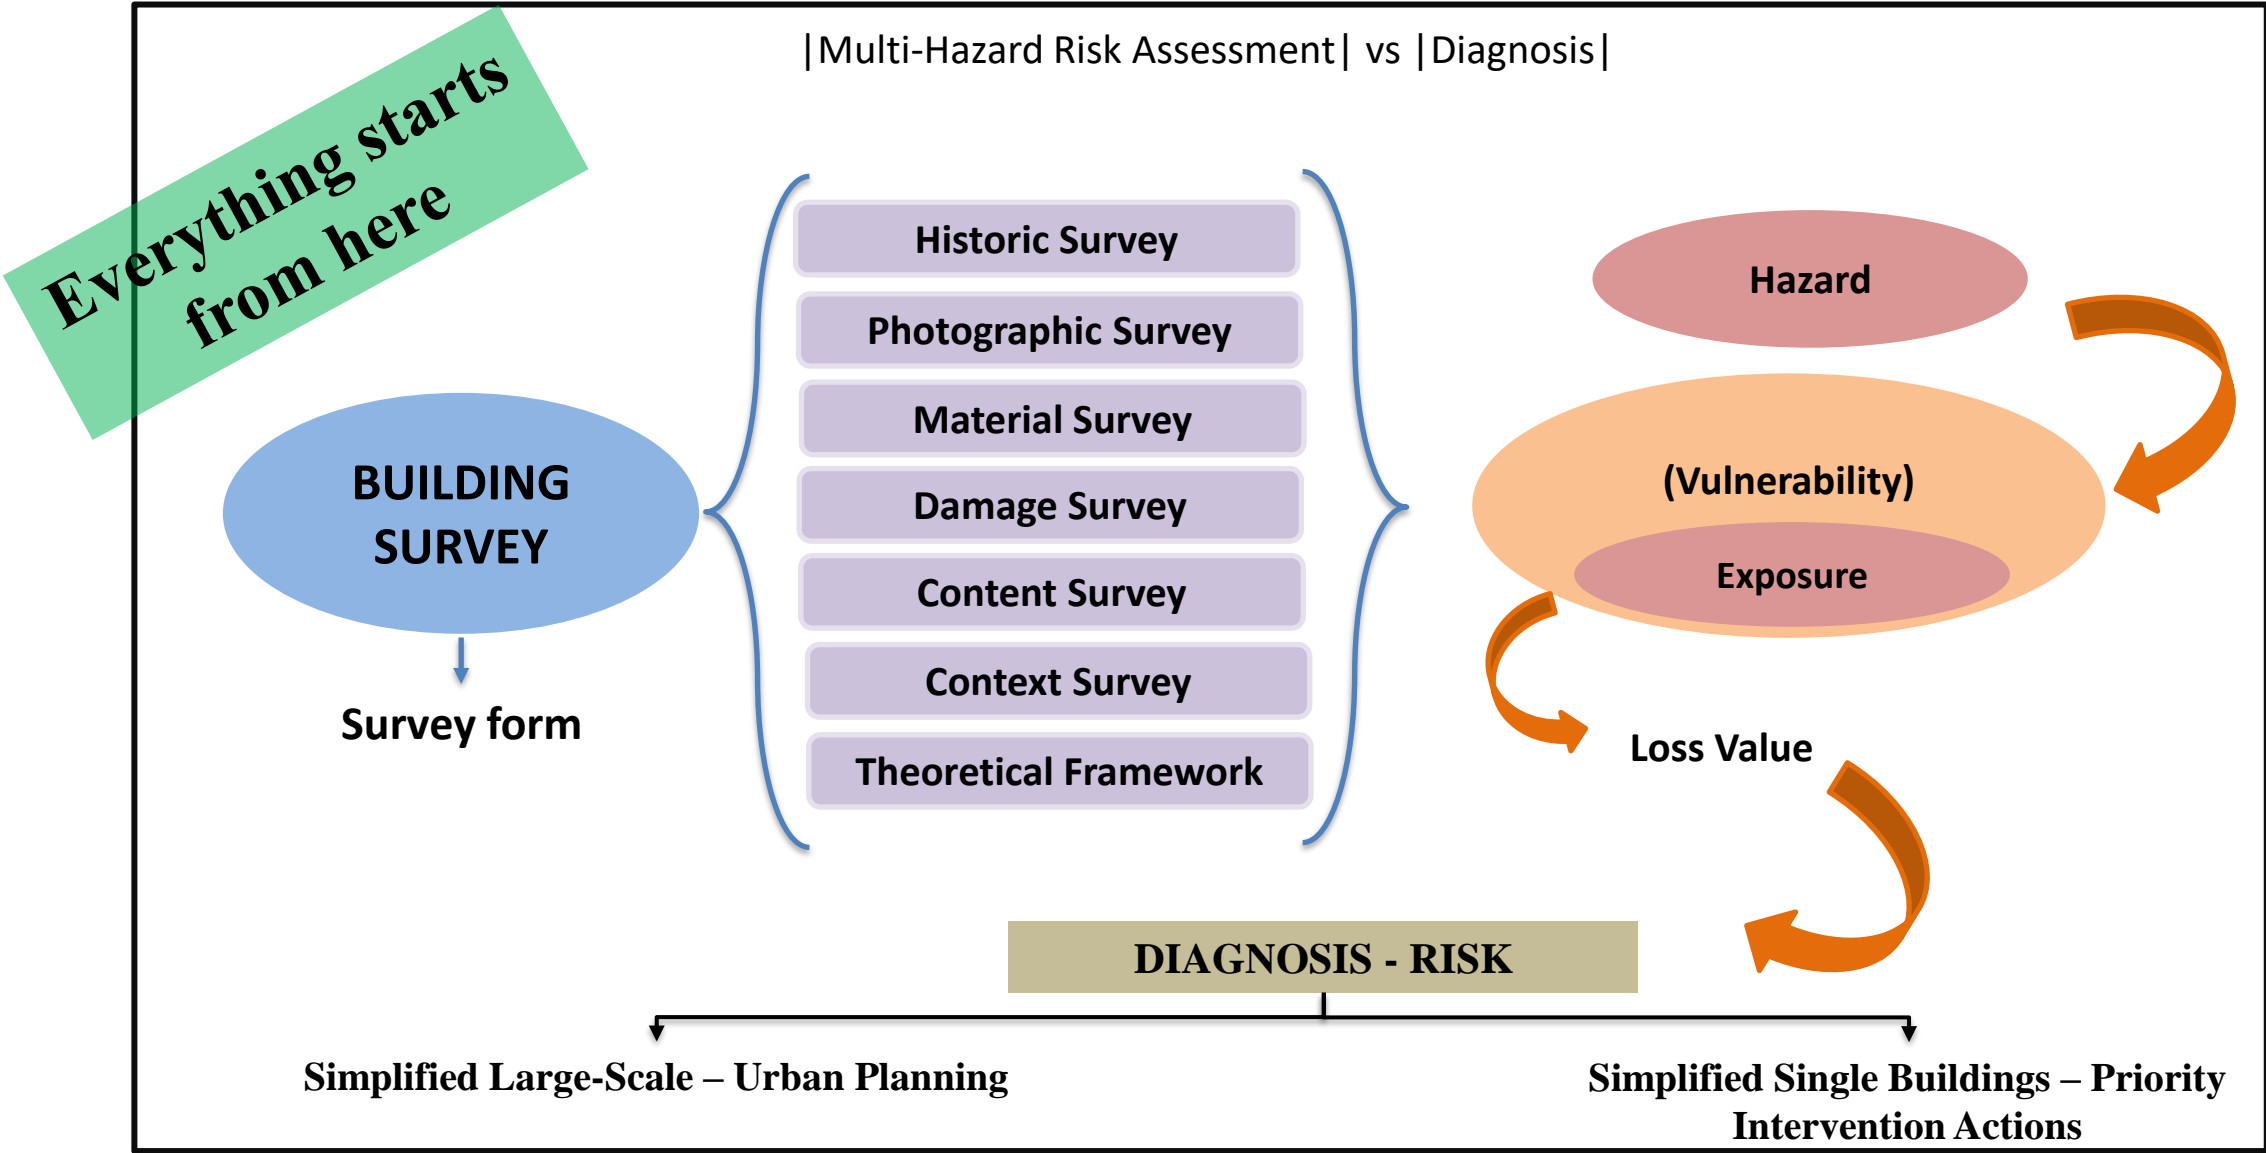 |Multi-Hazard Risk Assessment| vs |Diagnosis|
Everything starts
from here
BUILDING
SURVEY
Survey form
Historic Survey
Photographic Survey
Material Survey
Damage Survey
Content Survey
Context Survey
Theoretical Framework
Hazard
(Vulnerability)
Exposure
Loss Value
DIAGNOSIS - RISK
Simplified Large-Scale – Urban Planning
Simplified Single Buildings – Priority
Intervention Actions